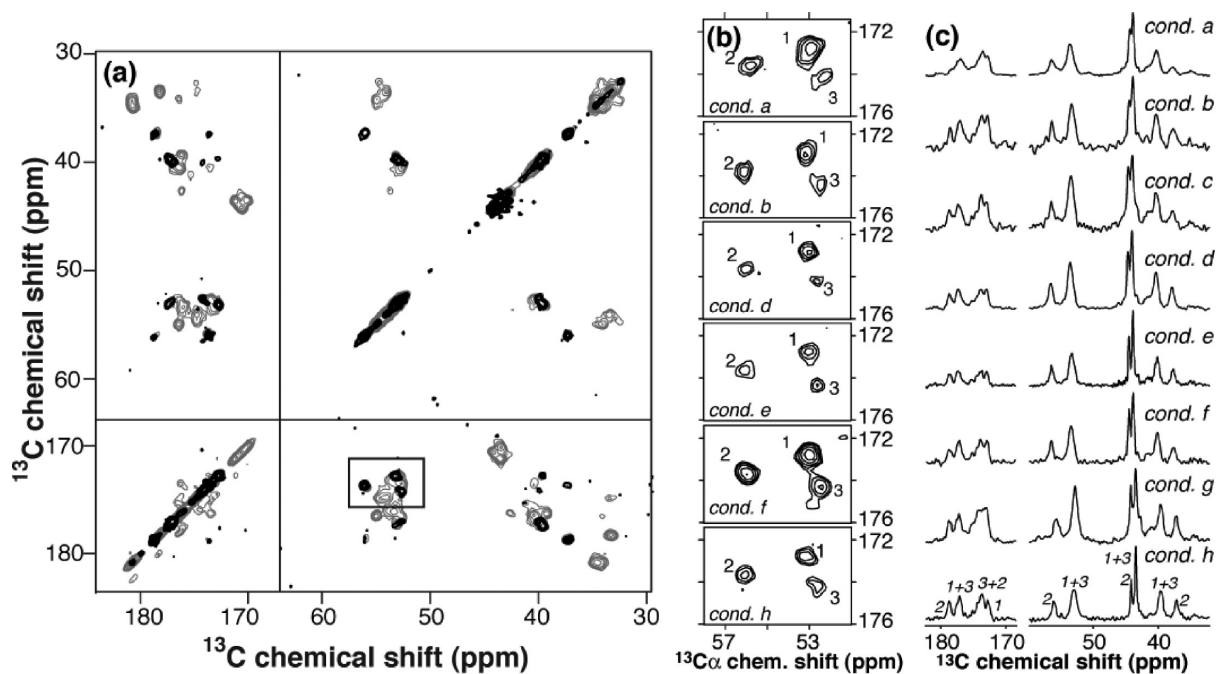 (a)
30
40
50
60
170
180
13C chemical shift (ppm)
180
170
60
50
40
30
13C chemical shift (ppm)
(b)
1
2
3
cond. a
172
176
1
2
3
cond. b
172
176
1
2
3
cond. d
172
176
1
2
3
cond. e
172
176
1
2
3
cond. f
172
176
1
2
3
cond. h
172
176
57
53
13Cα chem. shift (ppm)
(c)
cond. a
cond. b
cond. c
cond. d
cond. e
cond. f
cond. g
cond. h
2
1+3
3+2
1
2
1+3
2
1+3
1+3
2
180
170
50
40
13C chemical shift (ppm)